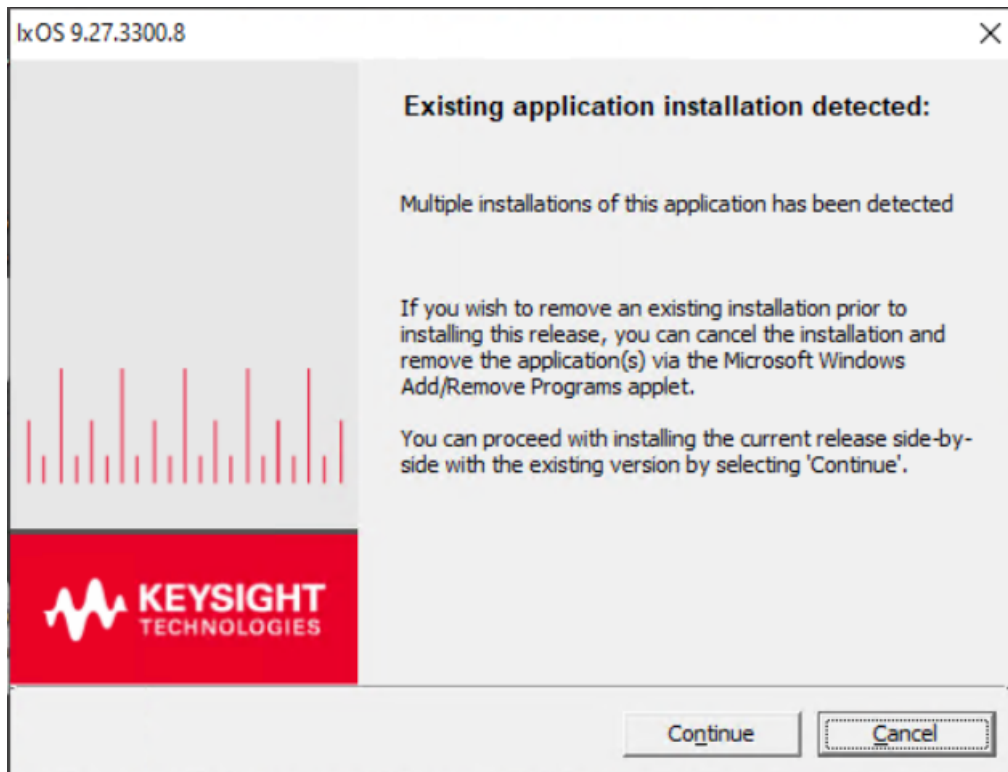 IxOS 9.27.3300.8
Existing application installation detected:
Multiple installations of this application has been detected
If you wish to remove an existing installation prior to
installing this release, you can cancel the installation and
remove the application(s) via the Microsoft Windows
Add/Remove Programs applet.
You can proceed with installing the current release side-by-
side with the existing version by selecting 'Continue'.
KEYSIGHT
TECHNOLOGIES
Continue
Cancel